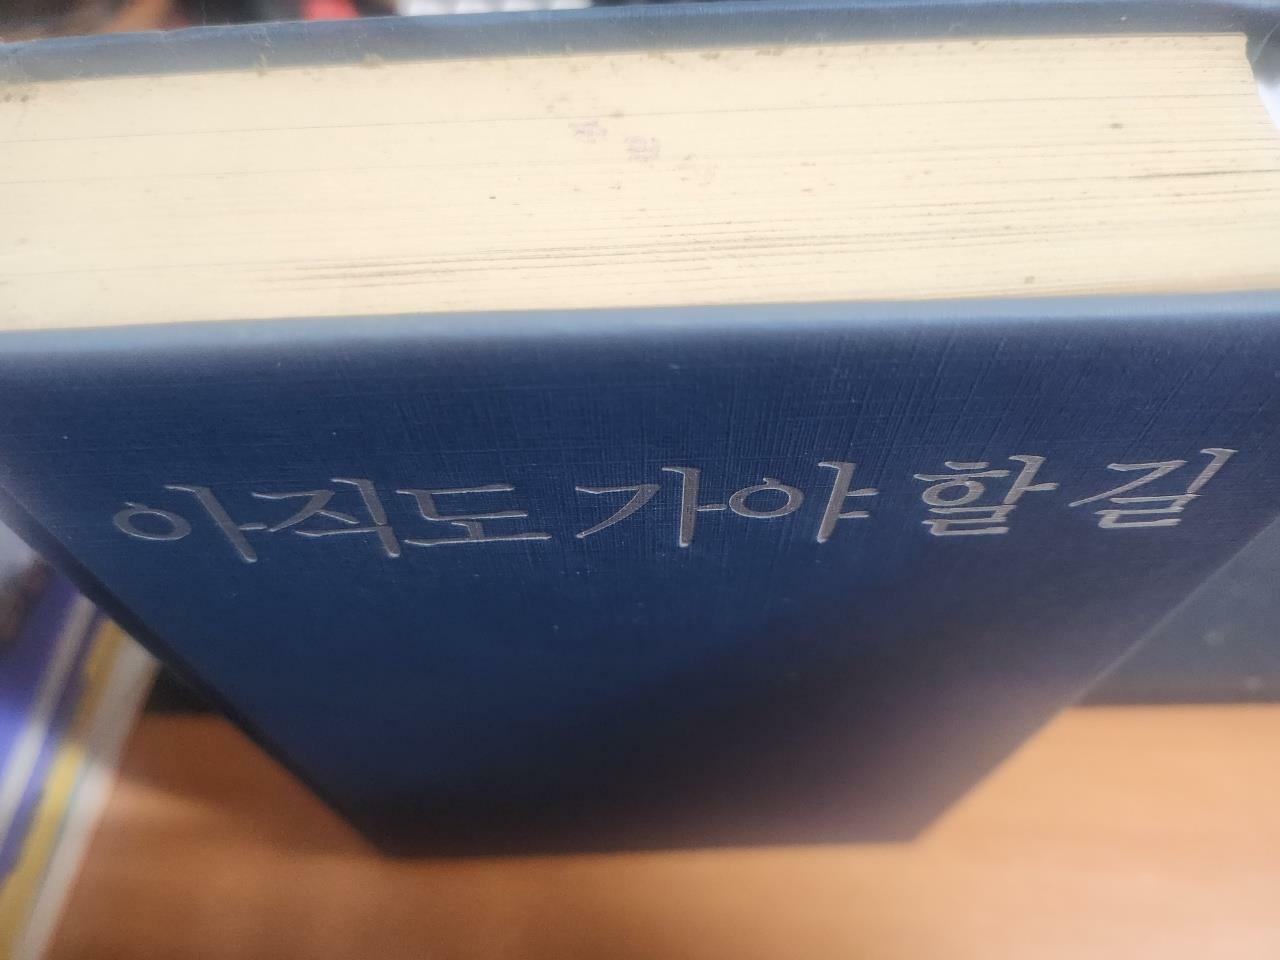 아직도 가야 할 길